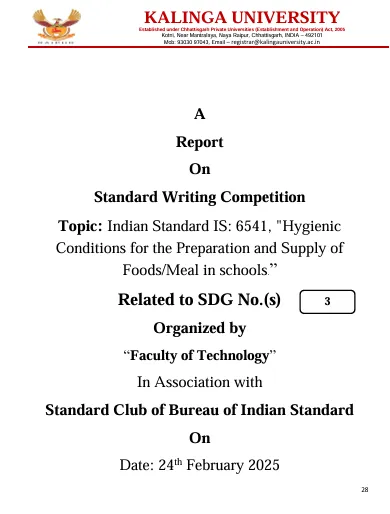 KALINGA UNIVERSITY
Established under Chhattisgarh Private Universities (Establishment and Operation) Act, 2005
Kotni, Near Mantralaya, Naya Raipur, Chhattisgarh, INDIA – 492101
Mob: 93030 97043, Email – registrar@kalingauniversity.ac.in
A
Report
On
Standard Writing Competition
Topic: Indian Standard IS: 6541, "Hygienic
Conditions for the Preparation and Supply of
Foods/Meal in schools.”
Related to SDG No.(s) 3
Organized by
“Faculty of Technology”
In Association with
Standard Club of Bureau of Indian Standard
On
Date: 24th February 2025
28